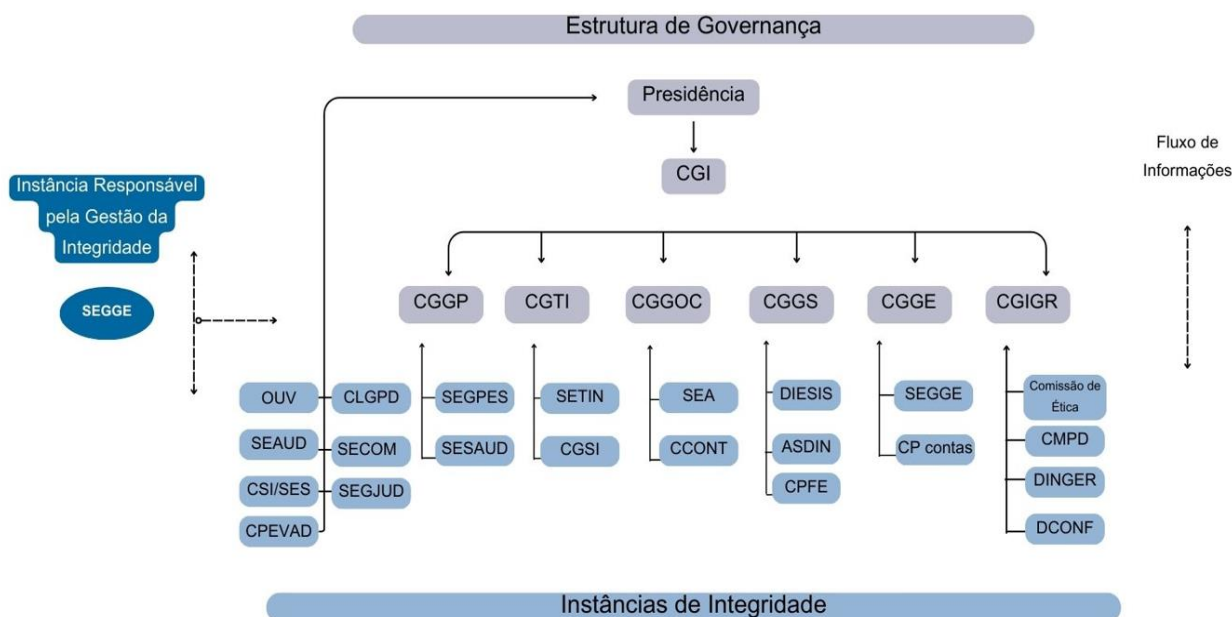 Estrutura de Governança
Presidência
CGI
Fluxo de
Informações
Instância Responsável
pela Gestão da
Integridade
SEGGE
CGGP
CGTI
CGGOC
CGGS
CGGE
CGIGR
OUV
CLGPD
SEAUD
SECOM
CSI/SES
SEGJUD
CPEVAD
SEGPES
SESAUD
SETIN
CGSI
SEA
CCONT
DIESIS
ASDIN
CPFE
SEGGE
CP contas
Comissão de
Ética
CMPD
DINGER
DCONF
Instâncias de Integridade